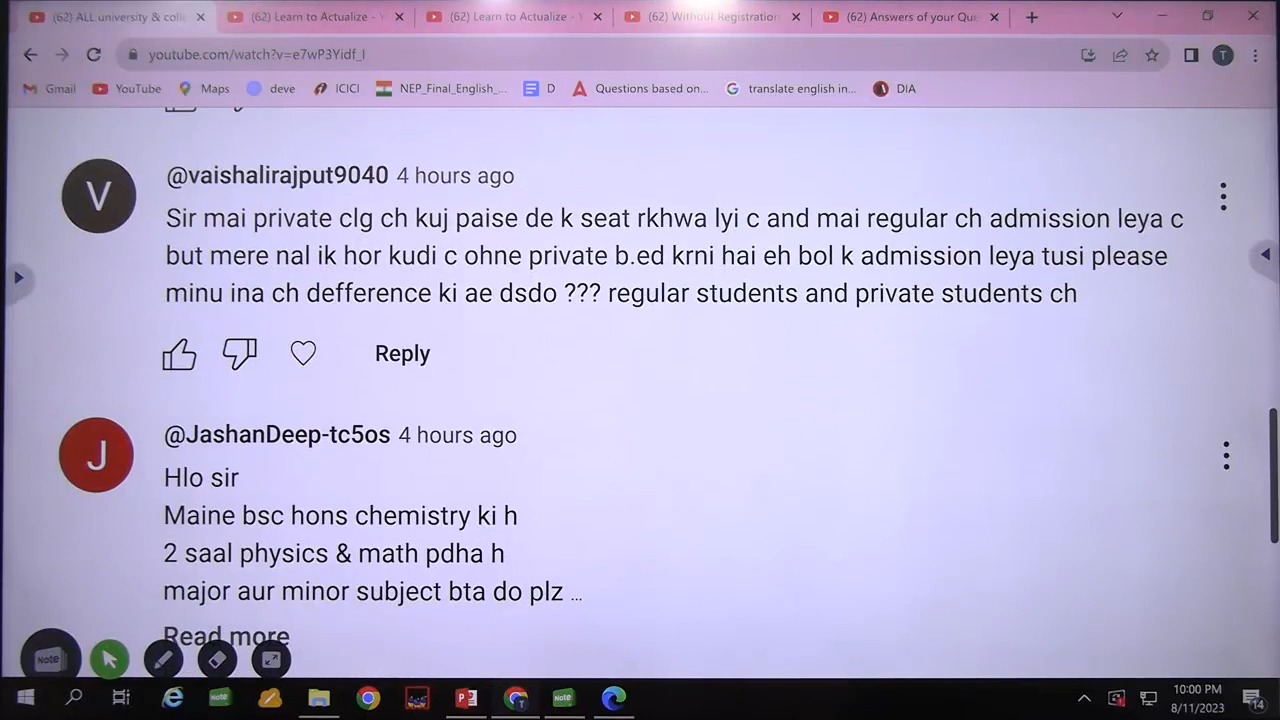 (62) ALL university & coll
(62) Learn to Actualize - Y
(62) Learn to Actualize - Y
(62) Without Registration
(62) Answers of your Que
youtube.com/watch?v=e7wP3Yidf_I
T
Gmail
YouTube
Maps
deve
ICICI
NEP_Final_English_...
D
Questions based on...
translate english in...
DIA
V
@vaishalirajput9040 4 hours ago
Sir mai private clg ch kuj paise de k seat rkhwa lyi c and mai regular ch admission leya c
but mere nal ik hor kudi c ohne private b.ed krni hai eh bol k admission leya tusi please
minu ina ch defference ki ae dsdo ??? regular students and private students ch
Reply
J
@JashanDeep-tc5os 4 hours ago
Hlo sir
Maine bsc hons chemistry ki h
2 saal physics & math pdha h
major aur minor subject bta do plz ...
Read more
Note
10:00 PM
8/11/2023
14